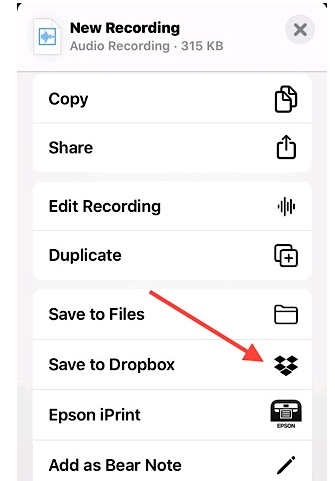 New Recording
Audio Recording · 315 KB
Copy
Share
Edit Recording
Duplicate
Save to Files
Save to Dropbox
Epson iPrint
EPSON
Add as Bear Note